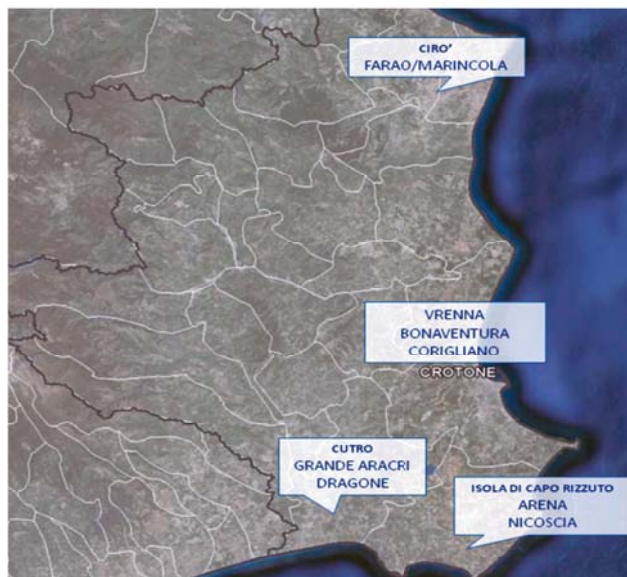 CIRO'
FARAO/MARINCOLA
VRENNA
BONAVENTURA
CORIGLIANO
CROTONE
CUTRO
GRANDE ARACRI
DRAGONE
ISOLA DI CAPO RIZZUTO
ARENA
NICOSCIA